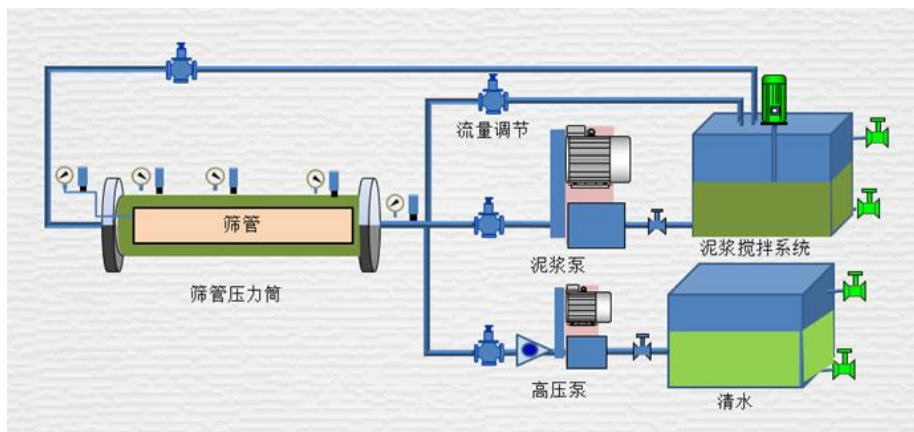 流量调节
筛管
泥浆泵
泥浆搅拌系统
筛管压力筒
高压泵
清水